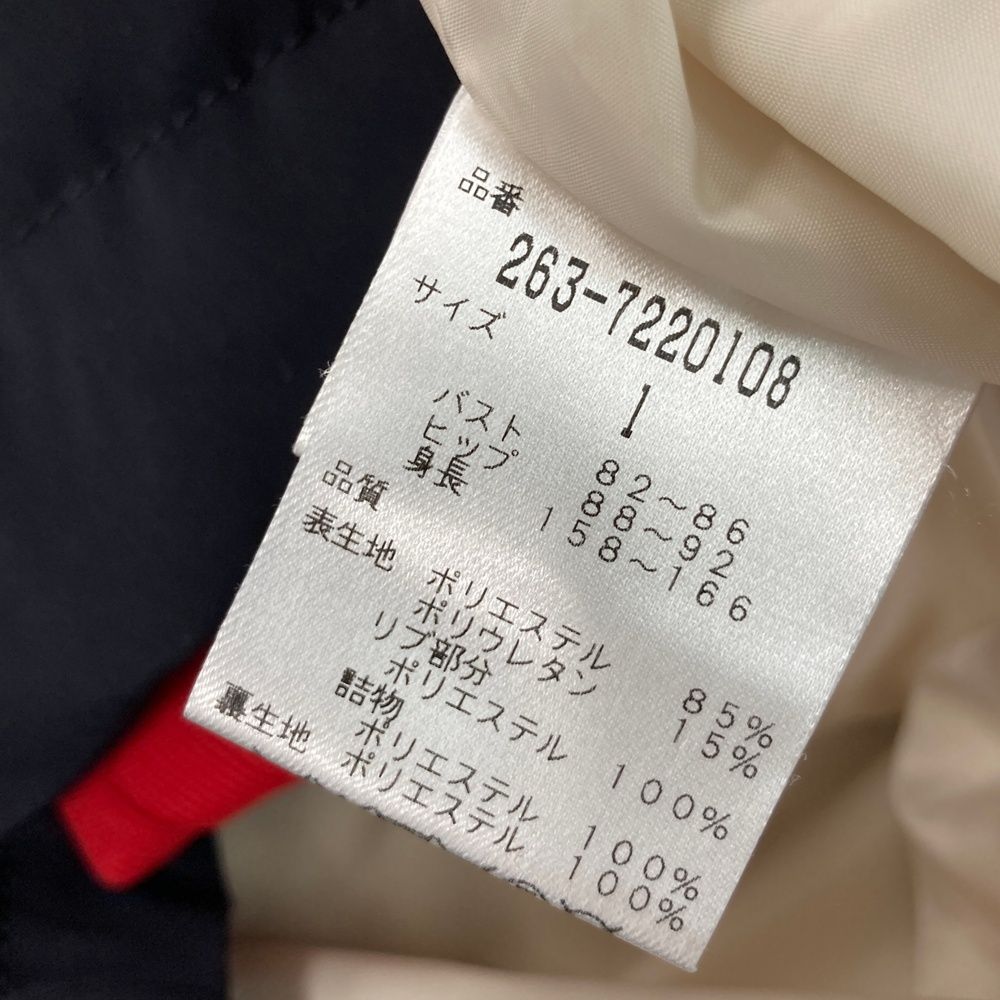 品番
263-7220108
サイズ 1
バスト 82～86
ヒップ 88～92
身長 158～166
品質
表生地 ポリエステル 85%
ポリウレタン 15%
リブ部分
ポリエステル 100%
詰物
ポリエステル 100%
裏生地 ポリエステル 100%